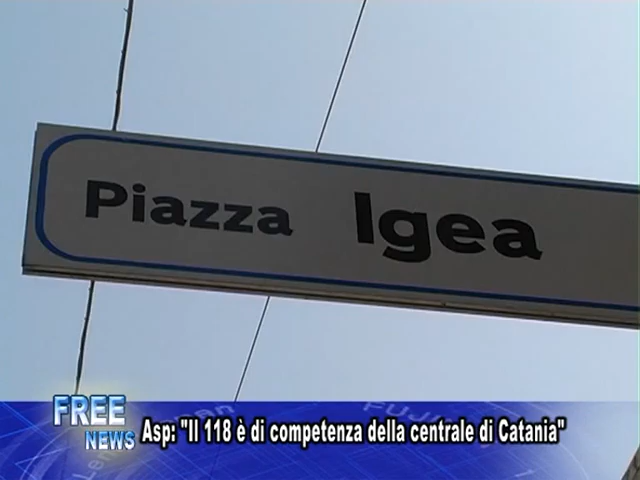 Piazza Igea
FREE
NEWS
Asp: "Il 118 è di competenza della centrale di Catania"